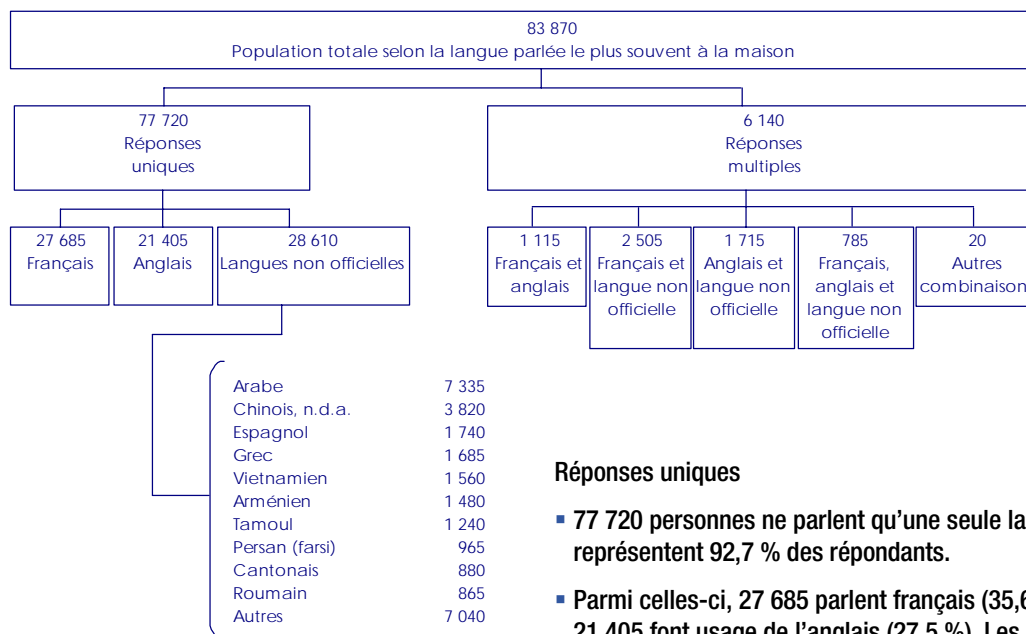 83 870
Population totale selon la langue parlée le plus souvent à la maison
77 720
Réponses
uniques
6 140
Réponses
multiples
27 685
Français
21 405
Anglais
28 610
Langues non officielles
1 115
Français et
anglais
2 505
Français et
langue non
officielle
1 715
Anglais et
langue non
officielle
785
Français,
anglais et
langue non
officielle
20
Autres
combinaison
Arabe 7 335
Chinois, n.d.a. 3 820
Espagnol 1 740
Grec 1 685
Vietnamien 1 560
Arménien 1 480
Tamoul 1 240
Persan (farsi) 965
Cantonais 880
Roumain 865
Autres 7 040
Réponses uniques
▪ 77 720 personnes ne parlent qu'une seule
représentent 92,7 % des répondants.
▪ Parmi celles-ci, 27 685 parlent français (35,6
21 405 font usage de l'anglais (27,5 %). Les